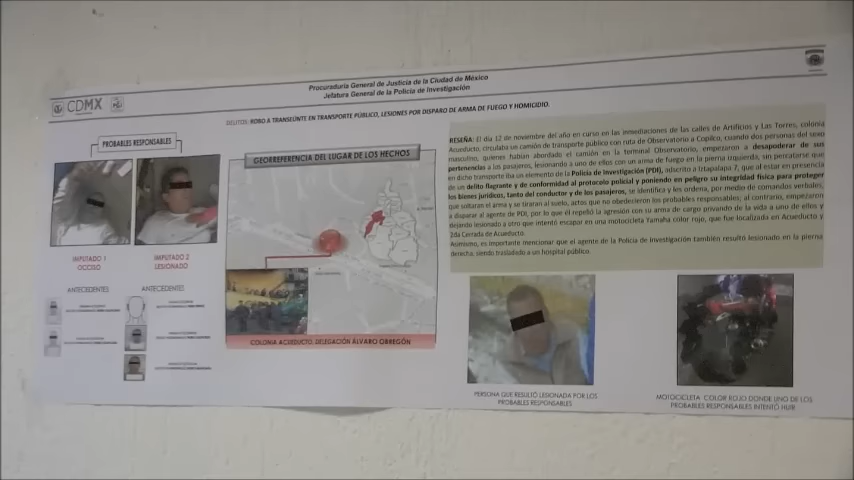 Procuraduría General de Justicia de la Ciudad de México
Jefatura General de la Policía de Investigación
CDMX
DELITOS: ROBO A TRANSEÚNTE EN TRANSPORTE PÚBLICO, LESIONES POR DISPARO DE ARMA DE FUEGO Y HOMICIDIO.
PROBABLES RESPONSABLES
IMPUTADO 1
OCCISO
IMPUTADO 2
LESIONADO
ANTECEDENTES
ANTECEDENTES
GEORREFERENCIA DEL LUGAR DE LOS HECHOS
COLONIA ACUEDUCTO, DELEGACIÓN ÁLVARO OBREGÓN
RESEÑA: El día 12 de noviembre del año en curso en las inmediaciones de las calles de Artificios y Las Torres, colonia
Acueducto, circulaba un camión de transporte público con ruta de Observatorio a Copilco, cuando dos personas del sexo
masculino, quienes habían abordado el camión en la terminal Observatorio, empezaron a desapoderar de sus
pertenencias a los pasajeros, lesionando a uno de ellos con un arma de fuego en la pierna izquierda, sin percatarse que
en dicho transporte iba un elemento de la Policía de Investigación (PDI), adscrito a Iztapalapa 7, que al estar en presencia
de un delito flagrante y de conformidad al protocolo policial y poniendo en peligro su integridad física para proteger
los bienes jurídicos, tanto del conductor y de los pasajeros, se identifica y les ordena, por medio de comandos verbales,
que soltaran el arma y se tiraran al suelo, actos que no obedecieron los probables responsables; al contrario, empezaron
a disparar al agente de PDI, por lo que él repelió la agresión con su arma de cargo privando de la vida a uno de ellos y
dejando lesionado a otro que intentó escapar en una motocicleta Yamaha color rojo, que fue localizada en Acueducto y
2da Cerrada de Acueducto.
Asimismo, es importante mencionar que el agente de la Policía de Investigación también resultó lesionado en la pierna
derecha, siendo trasladado a un hospital público.
PERSONA QUE RESULTÓ LESIONADA POR LOS
PROBABLES RESPONSABLES
MOTOCICLETA COLOR ROJO DONDE UNO DE LOS
PROBABLES RESPONSABLES INTENTÓ HUIR